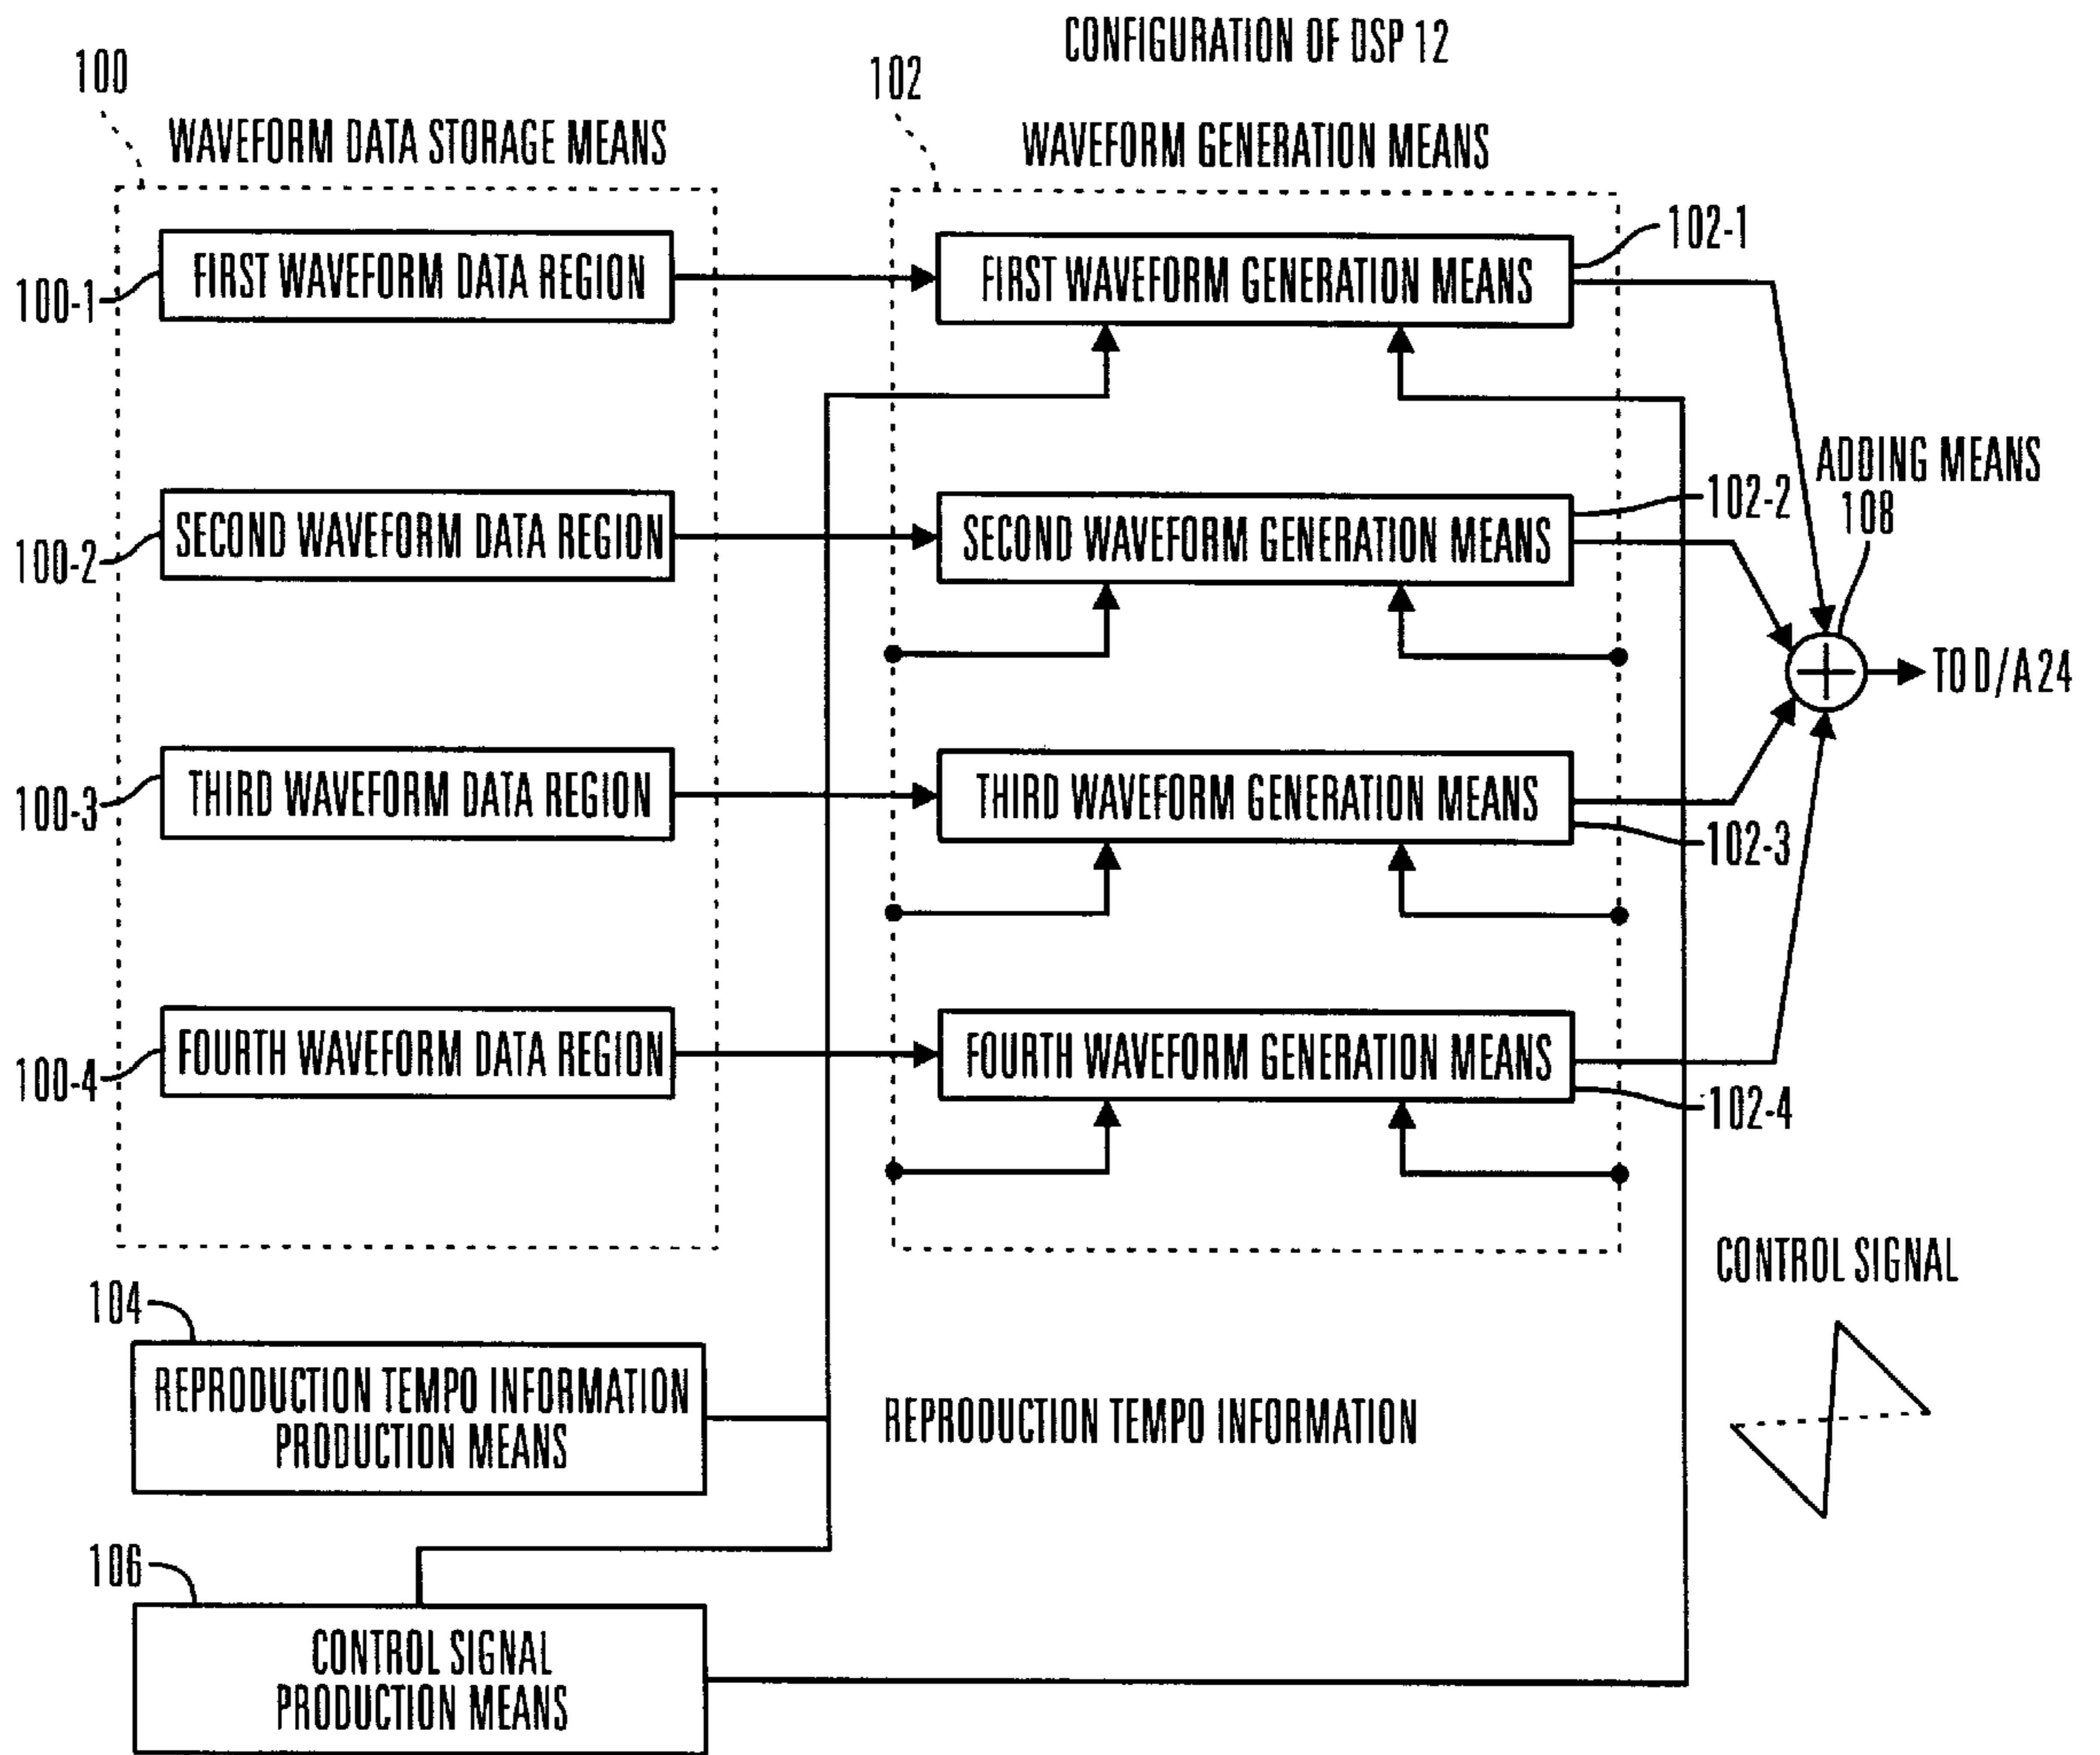 CONFIGURATION OF DSP 12
100
102
WAVEFORM DATA STORAGE MEANS
WAVEFORM GENERATION MEANS
100-1
FIRST WAVEFORM DATA REGION
FIRST WAVEFORM GENERATION MEANS
102-1
ADDING MEANS
108
100-2
SECOND WAVEFORM DATA REGION
SECOND WAVEFORM GENERATION MEANS
102-2
TO D/A 24
100-3
THIRD WAVEFORM DATA REGION
THIRD WAVEFORM GENERATION MEANS
102-3
100-4
FOURTH WAVEFORM DATA REGION
FOURTH WAVEFORM GENERATION MEANS
102-4
CONTROL SIGNAL
104
REPRODUCTION TEMPO INFORMATION
PRODUCTION MEANS
REPRODUCTION TEMPO INFORMATION
106
CONTROL SIGNAL
PRODUCTION MEANS